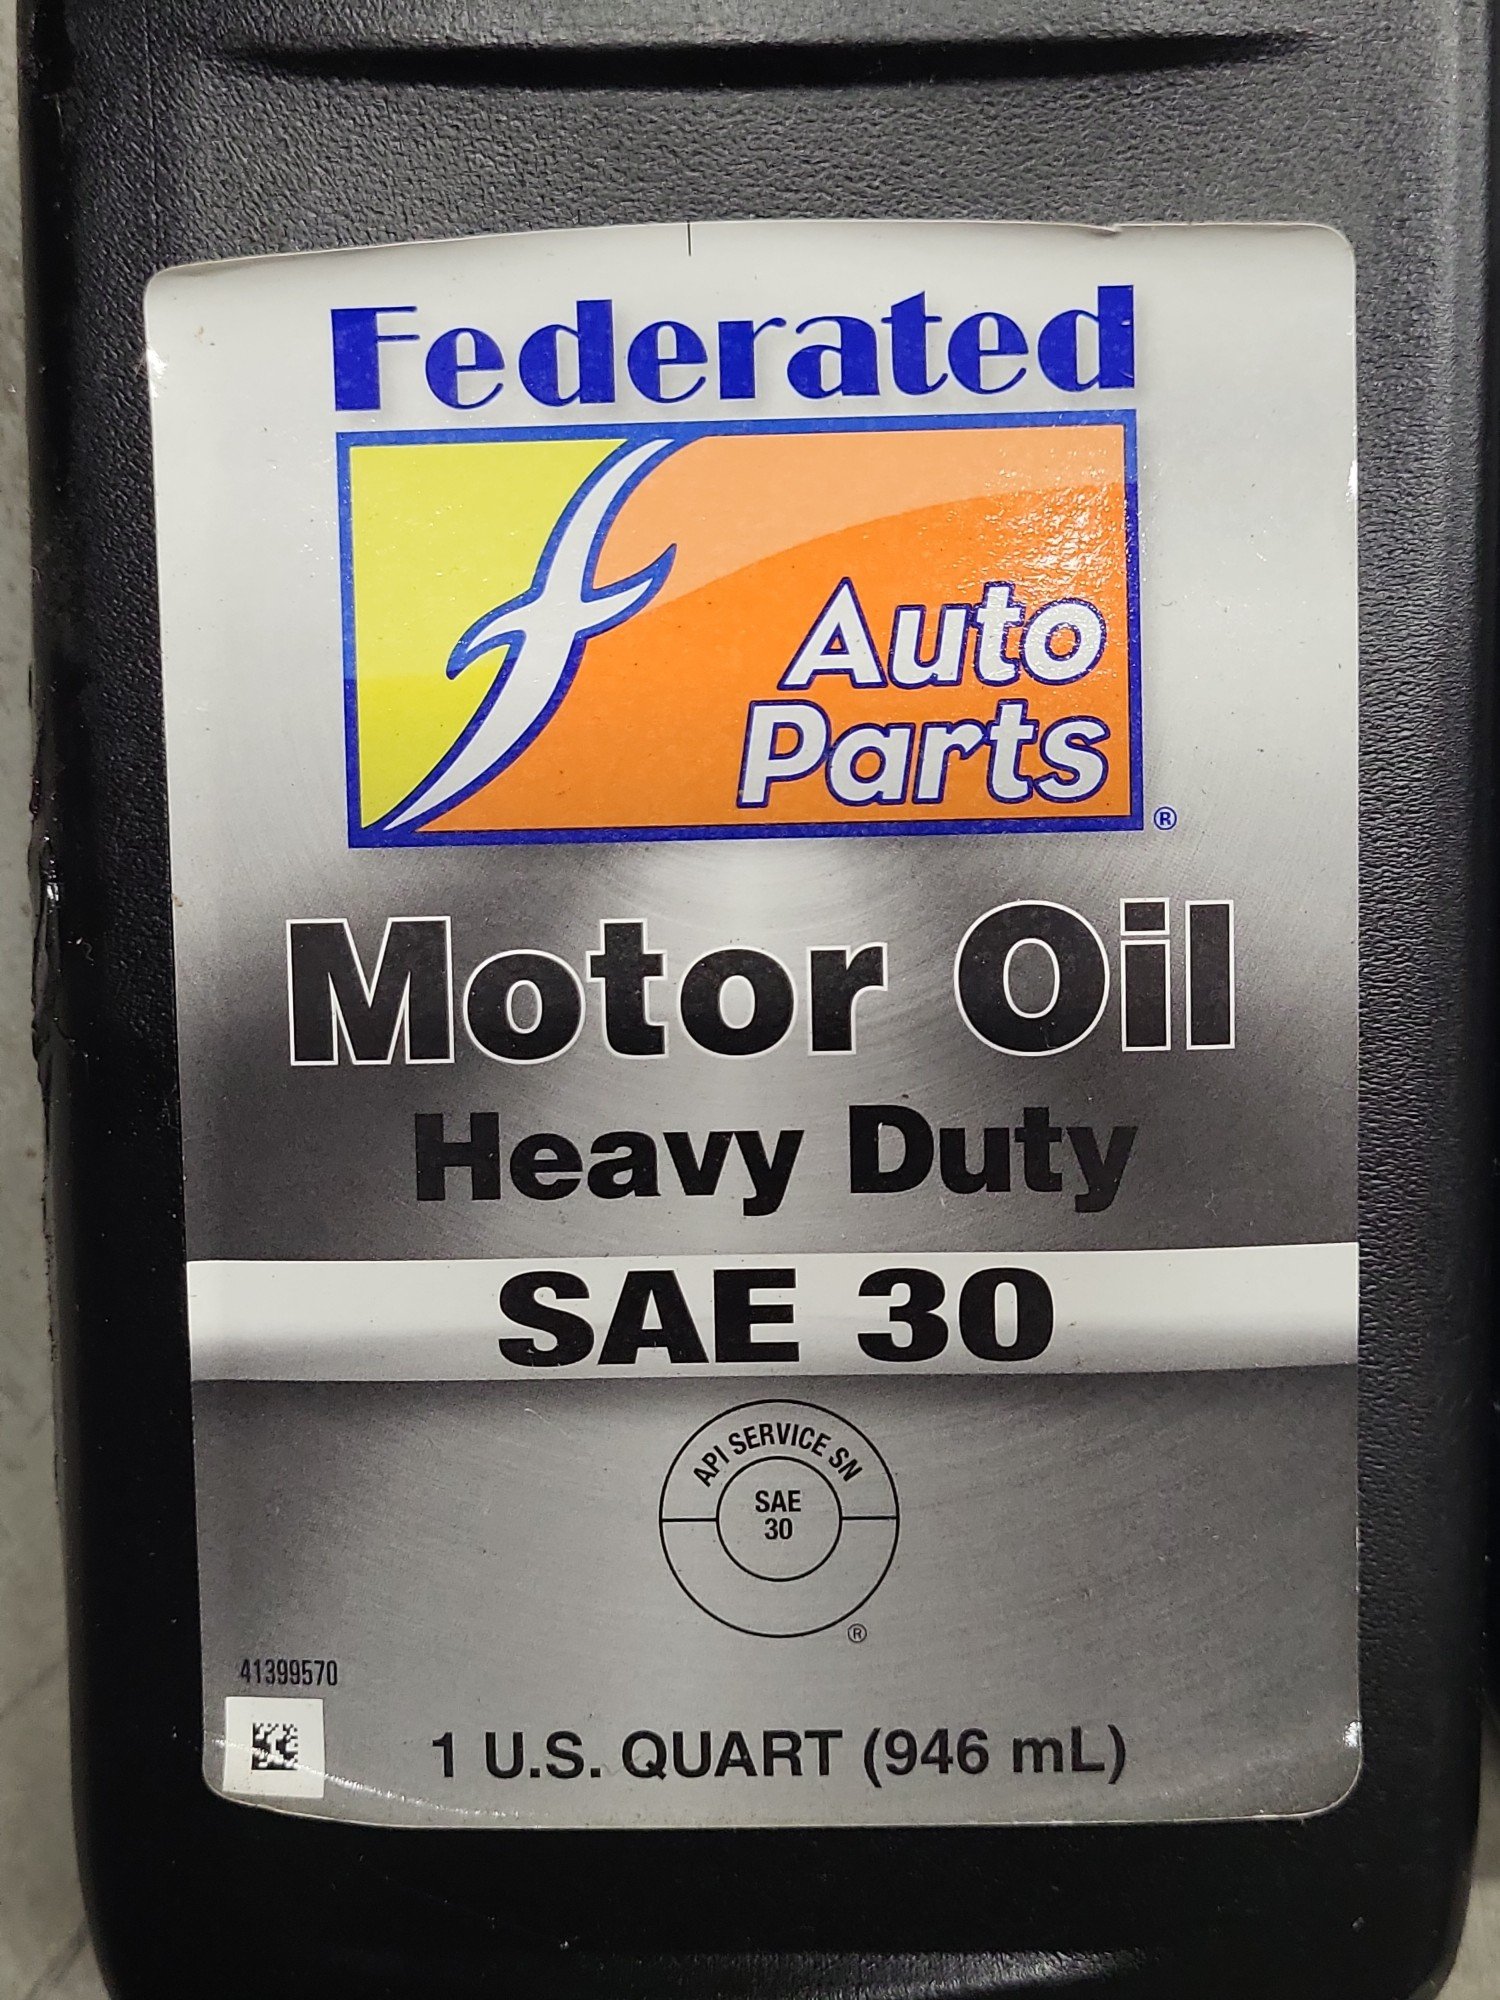 Federated
Auto
Parts
®
Motor Oil
Heavy Duty
SAE 30
API SERVICE SN
SAE
30
®
41399570
1 U.S. QUART (946 mL)